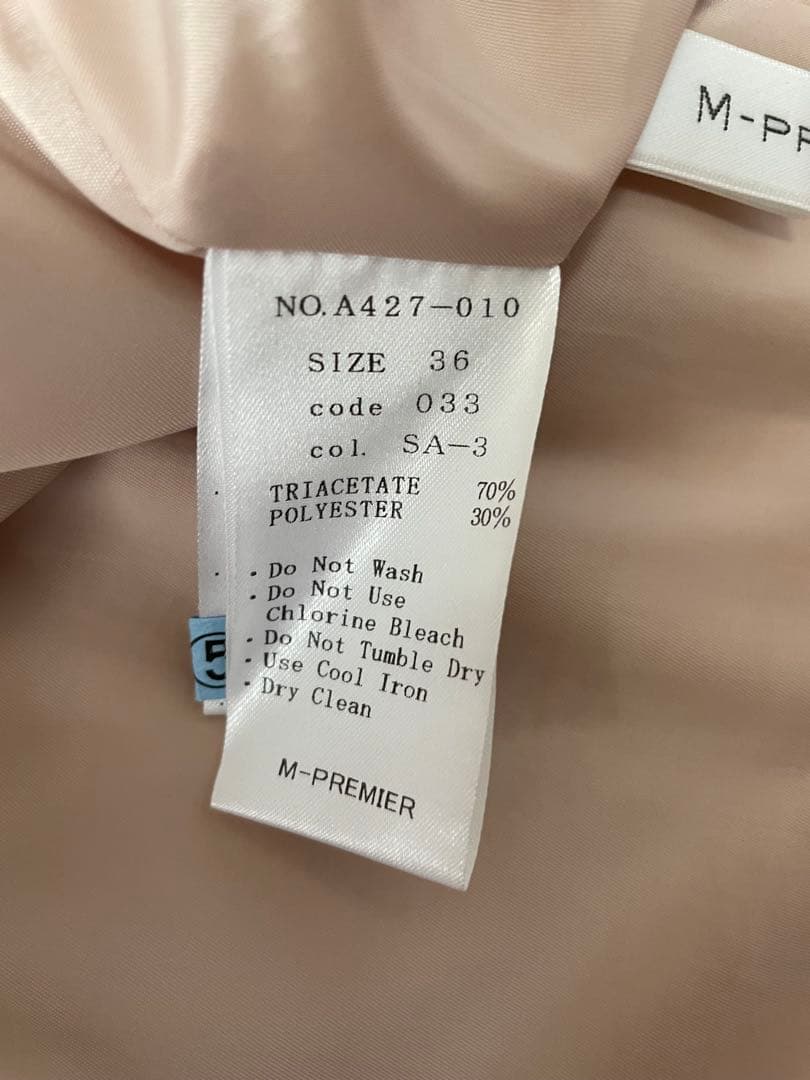 M-PR
NO. A427-010
SIZE 36
code 033
col. SA-3
TRIACETATE 70%
POLYESTER 30%
· Do Not Wash
· Do Not Use
Chlorine Bleach
· Do Not Tumble Dry
· Use Cool Iron
· Dry Clean
5
M-PREMIER